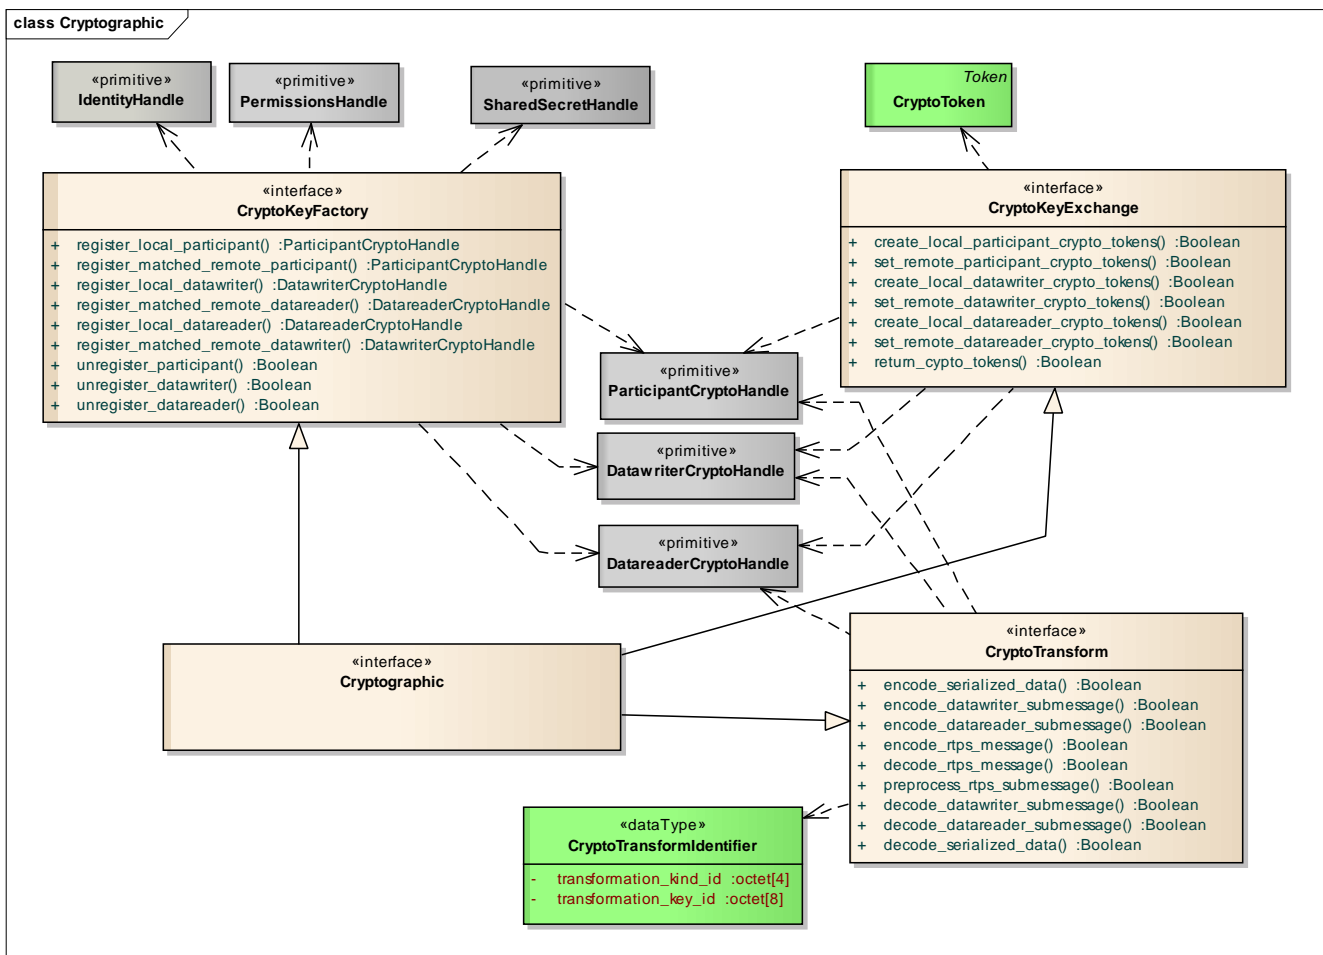 class Cryptographic
«primitive»
IdentityHandle
«primitive»
PermissionsHandle
«primitive»
SharedSecretHandle
Token
CryptoToken
«interface»
CryptoKeyFactory
+ register_local_participant() :ParticipantCryptoHandle
+ register_matched_remote_participant() :ParticipantCryptoHandle
+ register_local_datawriter() :DatawriterCryptoHandle
+ register_matched_remote_datareader() :DatareaderCryptoHandle
+ register_local_datareader() :DatareaderCryptoHandle
+ register_matched_remote_datawriter() :DatawriterCryptoHandle
+ unregister_participant() :Boolean
+ unregister_datawriter() :Boolean
+ unregister_datareader() :Boolean
«interface»
CryptoKeyExchange
+ create_local_participant_crypto_tokens() :Boolean
+ set_remote_participant_crypto_tokens() :Boolean
+ create_local_datawriter_crypto_tokens() :Boolean
+ set_remote_datawriter_crypto_tokens() :Boolean
+ create_local_datareader_crypto_tokens() :Boolean
+ set_remote_datareader_crypto_tokens() :Boolean
+ return_cypto_tokens() :Boolean
«primitive»
ParticipantCryptoHandle
«primitive»
DatawriterCryptoHandle
«primitive»
DatareaderCryptoHandle
«interface»
Cryptographic
«interface»
CryptoTransform
+ encode_serialized_data() :Boolean
+ encode_datawriter_submessage() :Boolean
+ encode_datareader_submessage() :Boolean
+ encode_rtps_message() :Boolean
+ decode_rtps_message() :Boolean
+ preprocess_rtps_submessage() :Boolean
+ decode_datawriter_submessage() :Boolean
+ decode_datareader_submessage() :Boolean
+ decode_serialized_data() :Boolean
«dataType»
CryptoTransformIdentifier
- transformation_kind_id :octet[4]
- transformation_key_id :octet[8]